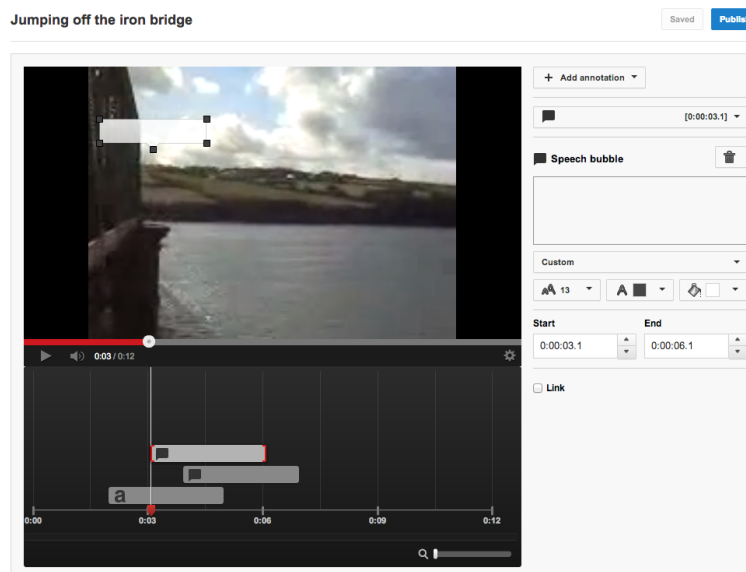 Jumping off the iron bridge
Saved
Publish
+ Add annotation
[0:00:03.1]
Speech bubble
Custom
AA 13
A
Start
End
0:00:03.1
0:00:06.1
0:03 / 0:12
Link
a
0:00
0:03
0:06
0:09
0:12